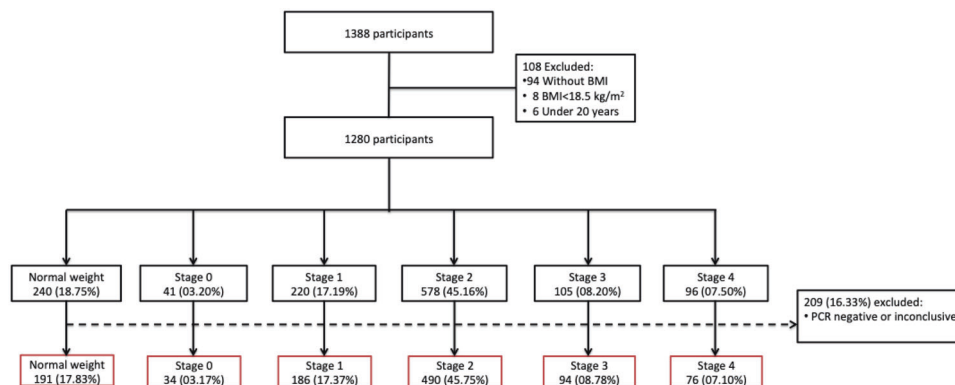 1388 participants
108 Excluded:
•94 Without BMI
• 8 BMI<18.5 kg/m²
• 6 Under 20 years
1280 participants
Normal weight
240 (18.75%)
Stage 0
41 (03.20%)
Stage 1
220 (17.19%)
Stage 2
578 (45.16%)
Stage 3
105 (08.20%)
Stage 4
96 (07.50%)
209 (16.33%) excluded:
• PCR negative or inconclusive
Normal weight
191 (17.83%)
Stage 0
34 (03.17%)
Stage 1
186 (17.37%)
Stage 2
490 (45.75%)
Stage 3
94 (08.78%)
Stage 4
76 (07.10%)